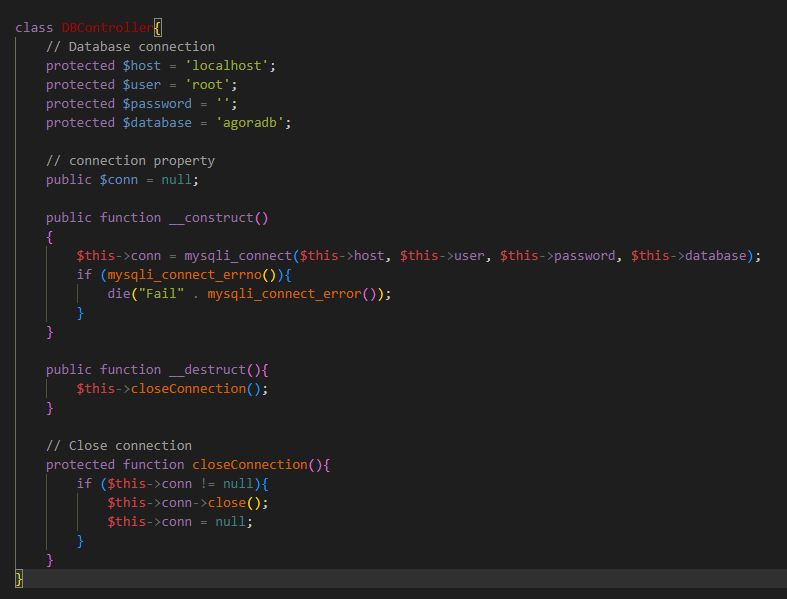 class DBController{
// Database connection
protected $host = 'localhost';
protected $user = 'root';
protected $password = '';
protected $database = 'agoradb';
// connection property
public $conn = null;
public function __construct()
{
$this->conn = mysqli_connect($this->host, $this->user, $this->password, $this->database);
if (mysqli_connect_errno()){
die("Fail" . mysqli_connect_error());
}
}
public function __destruct(){
$this->closeConnection();
}
// Close connection
protected function closeConnection(){
if ($this->conn != null){
$this->conn->close();
$this->conn = null;
}
}
}